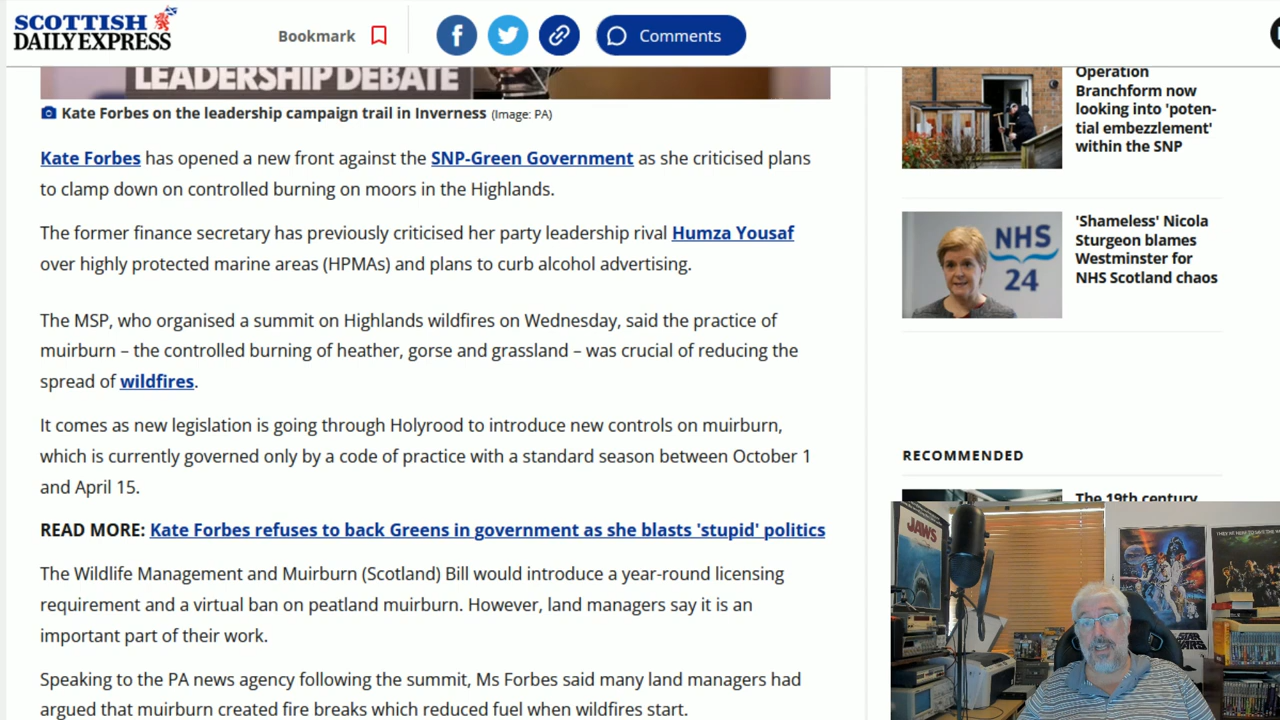 SCOTTISH
DAILY EXPRESS
Bookmark
Comments
LEADERSHIP DEBATE
Kate Forbes on the leadership campaign trail in Inverness (Image: PA)
Kate Forbes has opened a new front against the SNP-Green Government as she criticised plans
to clamp down on controlled burning on moors in the Highlands.
The former finance secretary has previously criticised her party leadership rival Humza Yousaf
over highly protected marine areas (HPMAs) and plans to curb alcohol advertising.
The MSP, who organised a summit on Highlands wildfires on Wednesday, said the practice of
muirburn – the controlled burning of heather, gorse and grassland – was crucial of reducing the
spread of wildfires.
It comes as new legislation is going through Holyrood to introduce new controls on muirburn,
which is currently governed only by a code of practice with a standard season between October 1
and April 15.
READ MORE: Kate Forbes refuses to back Greens in government as she blasts 'stupid' politics
The Wildlife Management and Muirburn (Scotland) Bill would introduce a year-round licensing
requirement and a virtual ban on peatland muirburn. However, land managers say it is an
important part of their work.
Speaking to the PA news agency following the summit, Ms Forbes said many land managers had
argued that muirburn created fire breaks which reduced fuel when wildfires start.
Operation
Branchform now
looking into 'poten-
tial embezzlement'
within the SNP
NHS
24
'Shameless' Nicola
Sturgeon blames
Westminster for
NHS Scotland chaos
RECOMMENDED
The 19th century
JAWS
STAR
WARS